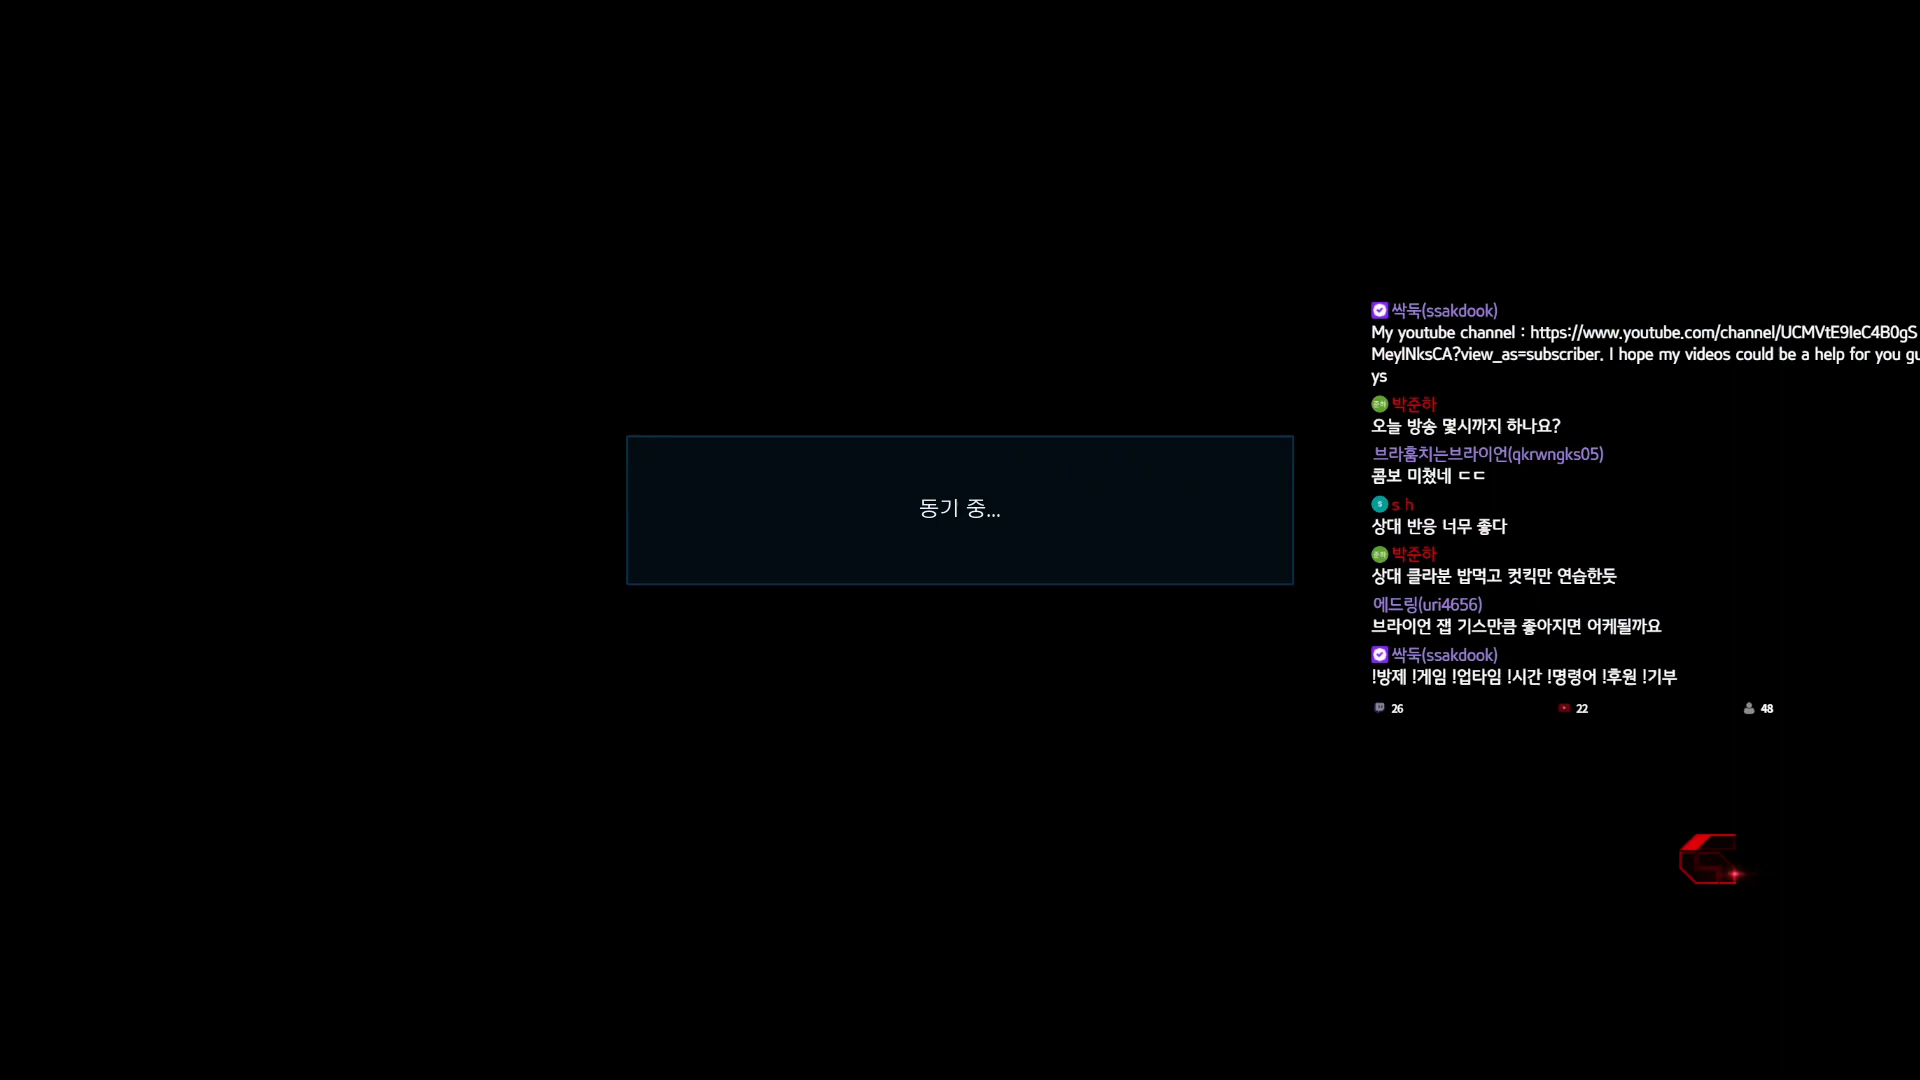 동기 중...
싹둑(ssakdook)
My youtube channel : https://www.youtube.com/channel/UCMVtE9IeC4B0gS
MeylNksCA?view_as=subscriber. I hope my videos could be a help for you gu
ys
박준하
오늘 방송 몇시까지 하나요?
브라훔치는브라이언(qkrwngks05)
콤보 미쳤네 ㄷㄷ
s h
상대 반응 너무 좋다
박준하
상대 클라분 밥먹고 컷킥만 연습한듯
에드링(uri4656)
브라이언 잽 기스만큼 좋아지면 어케될까요
싹둑(ssakdook)
!방제 !게임 !업타임 !시간 !명령어 !후원 !기부
26 22 48